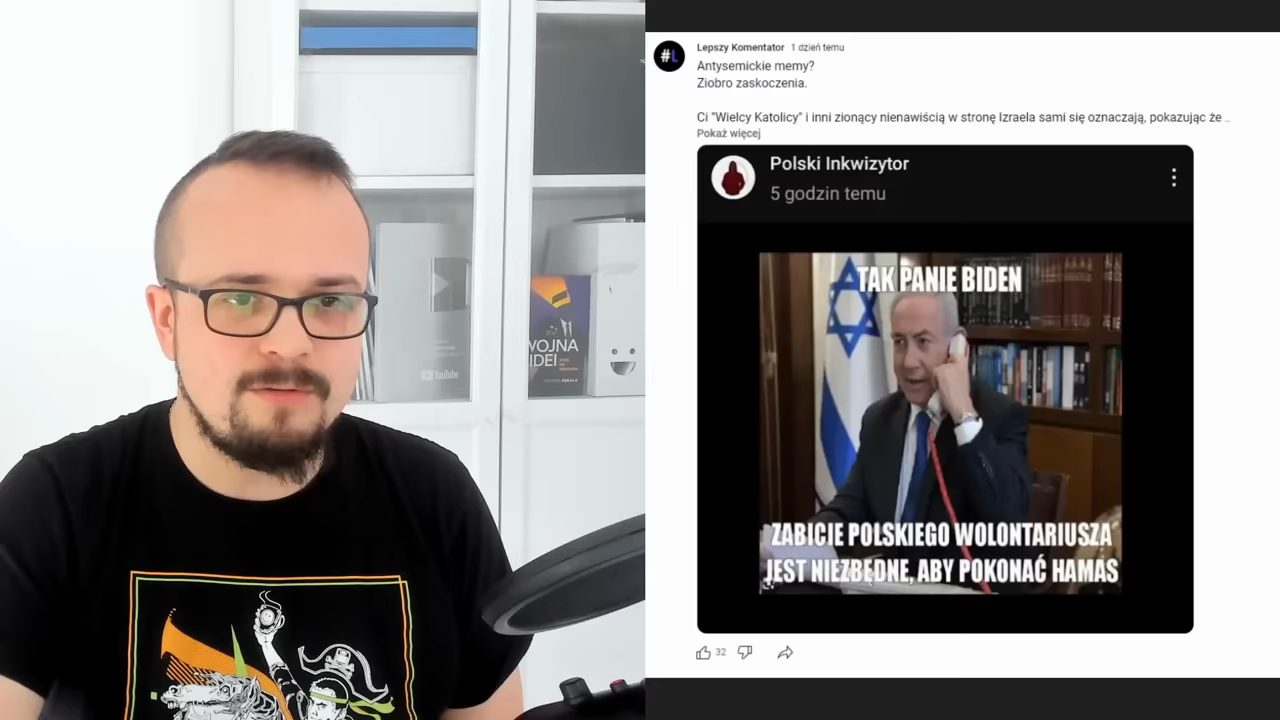 YouTube
WOJNA
IDEI
#L
Lepszy Komentator 1 dzień temu
Antysemickie memy?
Ziobro zaskoczenia.
Ci "Wielcy Katolicy" i inni zionący nienawiścią w stronę Izraela sami się oznaczają, pokazując że ...
Pokaż więcej
Polski Inkwizytor
5 godzin temu
TAK PANIE BIDEN
ZABICIE POLSKIEGO WOLONTARIUSZA
JEST NIEZBĘDNE, ABY POKONAĆ HAMAS
32